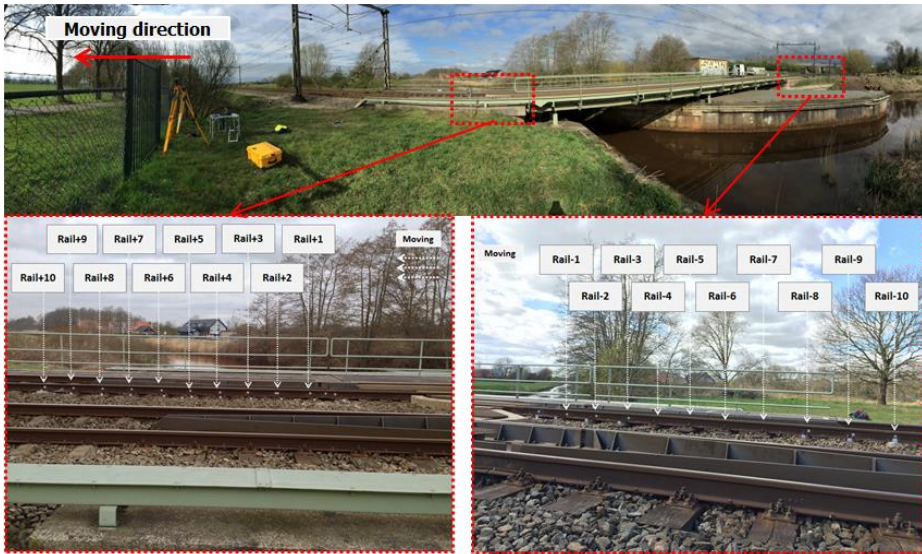 Moving direction
Rail+9 Rail+7 Rail+5 Rail+3 Rail+1
Moving
Rail+10 Rail+8 Rail+6 Rail+4 Rail+2
Moving
Rail-1 Rail-3 Rail-5 Rail-7 Rail-9
Rail-2 Rail-4 Rail-6 Rail-8 Rail-10